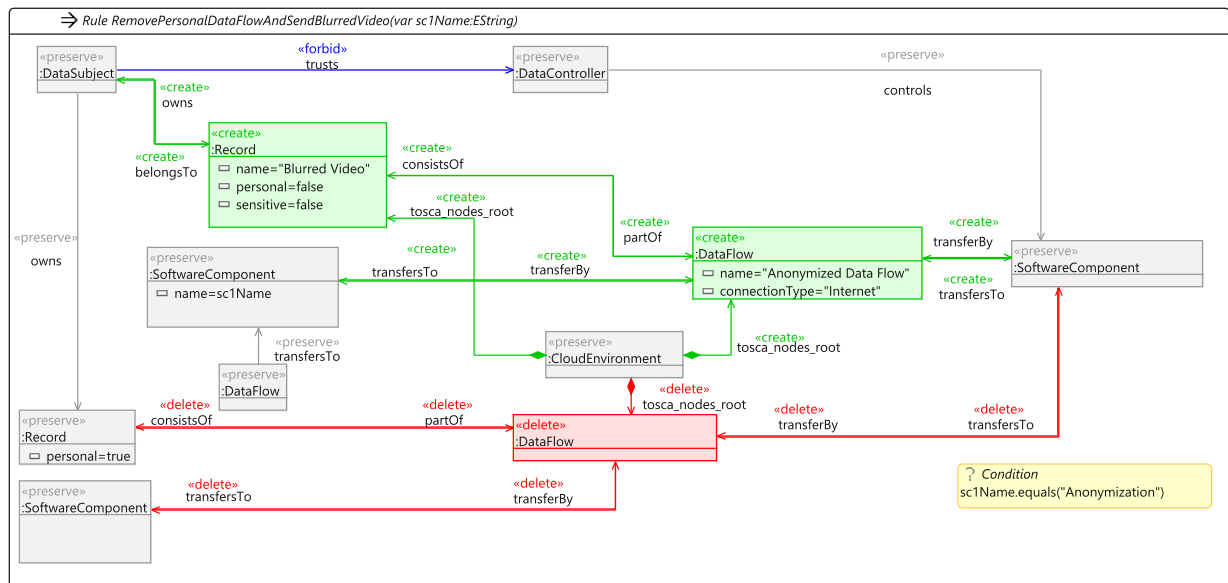 Rule RemovePersonalDataFlowAndSendBlurredVideo(var sc1Name:EString)
«preserve»
:DataSubject
«forbid»
trusts
«preserve»
:DataController
«preserve»
controls
«create»
owns
«create»
belongsTo
«create»
:Record
name="Blurred Video"
personal=false
sensitive=false
«create»
consistsOf
«create»
tosca_nodes_root
«create»
partOf
«preserve»
owns
«preserve»
:SoftwareComponent
name=sc1Name
«create»
transfersTo
«create»
transferBy
«create»
:DataFlow
name="Anonymized Data Flow"
connectionType="Internet"
«create»
transferBy
«create»
transfersTo
«preserve»
:SoftwareComponent
«preserve»
transfersTo
«preserve»
:DataFlow
«preserve»
:CloudEnvironment
«create»
tosca_nodes_root
«delete»
tosca_nodes_root
«preserve»
:Record
personal=true
«delete»
consistsOf
«delete»
partOf
«delete»
:DataFlow
«delete»
transferBy
«delete»
transfersTo
«preserve»
:SoftwareComponent
«delete»
transfersTo
«delete»
transferBy
? Condition
sc1Name.equals("Anonymization")